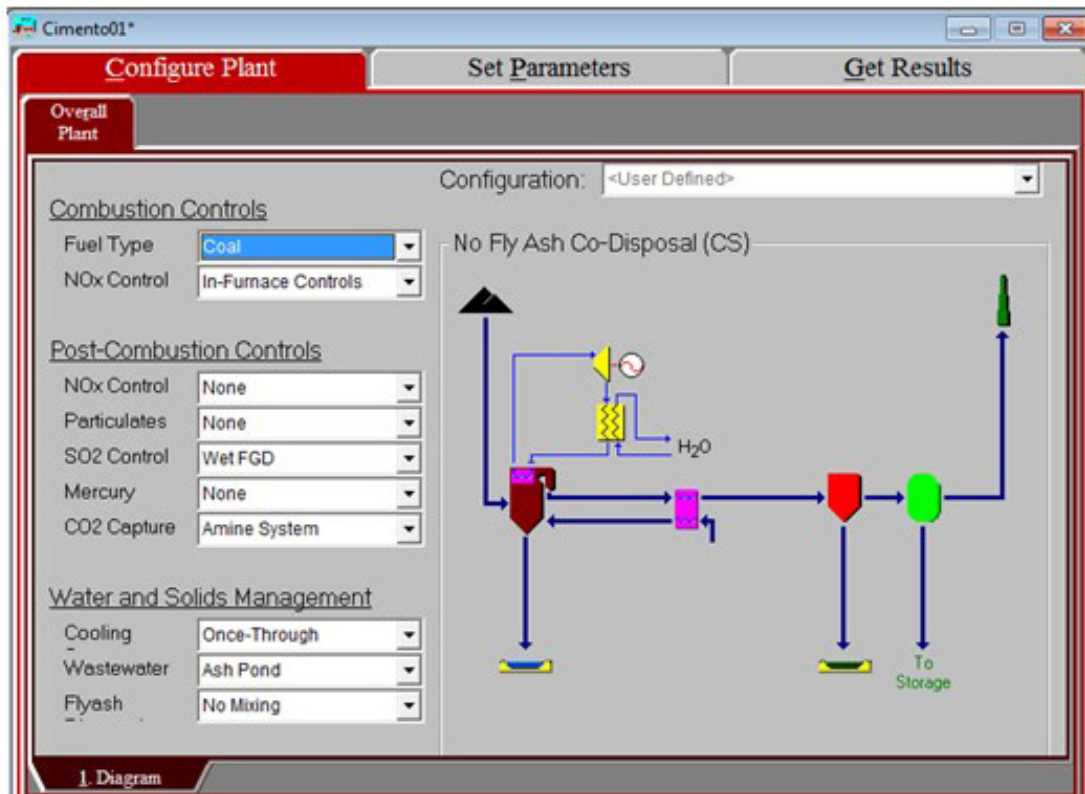 Cimento01*
Configure Plant
Set Parameters
Get Results
Overall
Plant
Configuration: <User Defined>
Combustion Controls
Fuel Type Coal
NOx Control In-Furnace Controls
Post-Combustion Controls
NOx Control None
Particulates None
SO2 Control Wet FGD
Mercury None
CO2 Capture Amine System
Water and Solids Management
Cooling Once-Through
Wastewater Ash Pond
Flyash No Mixing
No Fly Ash Co-Disposal (CS)
H2O
To
Storage
1. Diagram